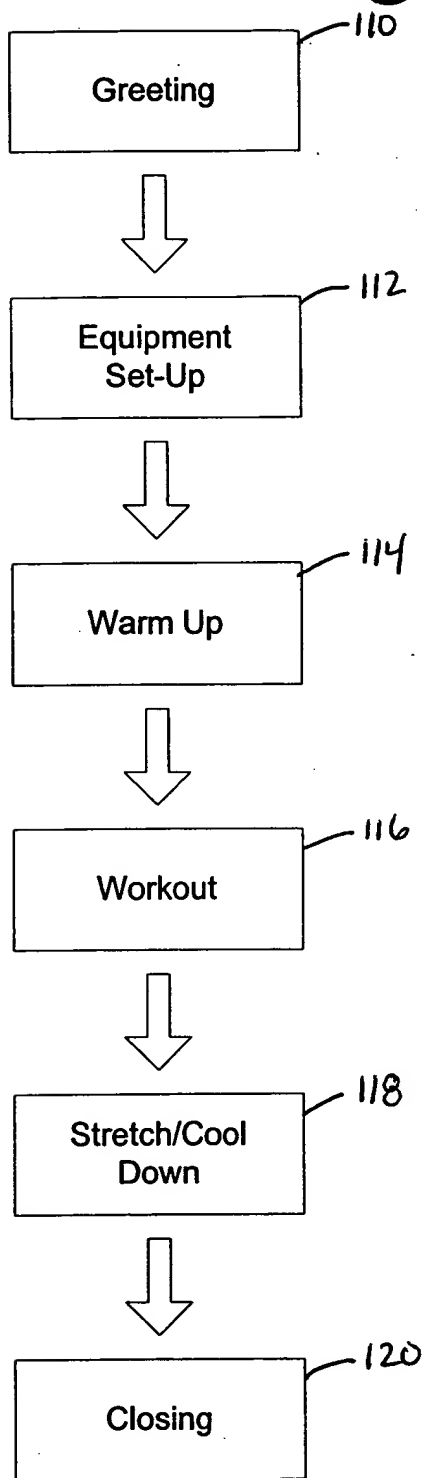 110
Greeting
112
Equipment
Set-Up
114
Warm Up
116
Workout
118
Stretch/Cool
Down
120
Closing